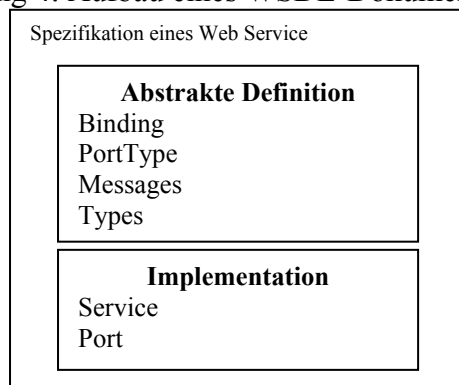 Spezifikation eines Web Service
Abstrakte Definition
Binding
PortType
Messages
Types
Implementation
Service
Port